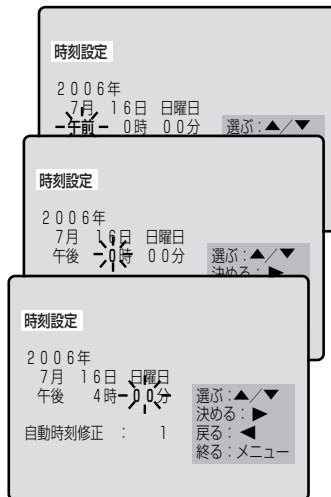 時刻設定
２００６年
７月 １６日 日曜日
午前 ０時 ００分 選ぶ：▲／▼
時刻設定
２００６年
７月 １６日 日曜日
午後 ０時 ００分 選ぶ：▲／▼
決める：▶
時刻設定
２００６年
７月 １６日 日曜日
午後 ４時 ００分 選ぶ：▲／▼
決める：▶
自動時刻修正 ： １ 戻る：◀
終る：メニュー